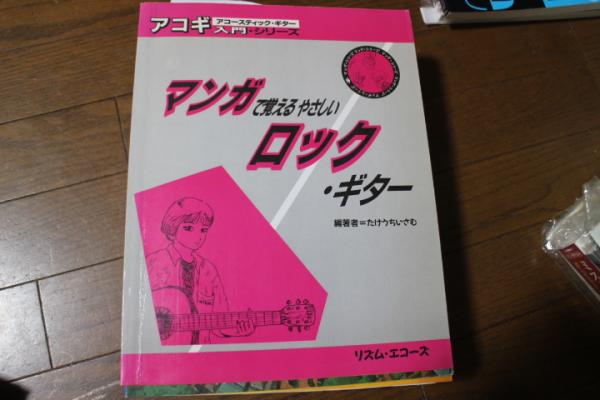 アコギ アコースティック・ギター
入門・シリーズ
マンガで覚えるやさしい
ロック
・ギター
編著者=たけうちいさむ
リズム・エコーズ